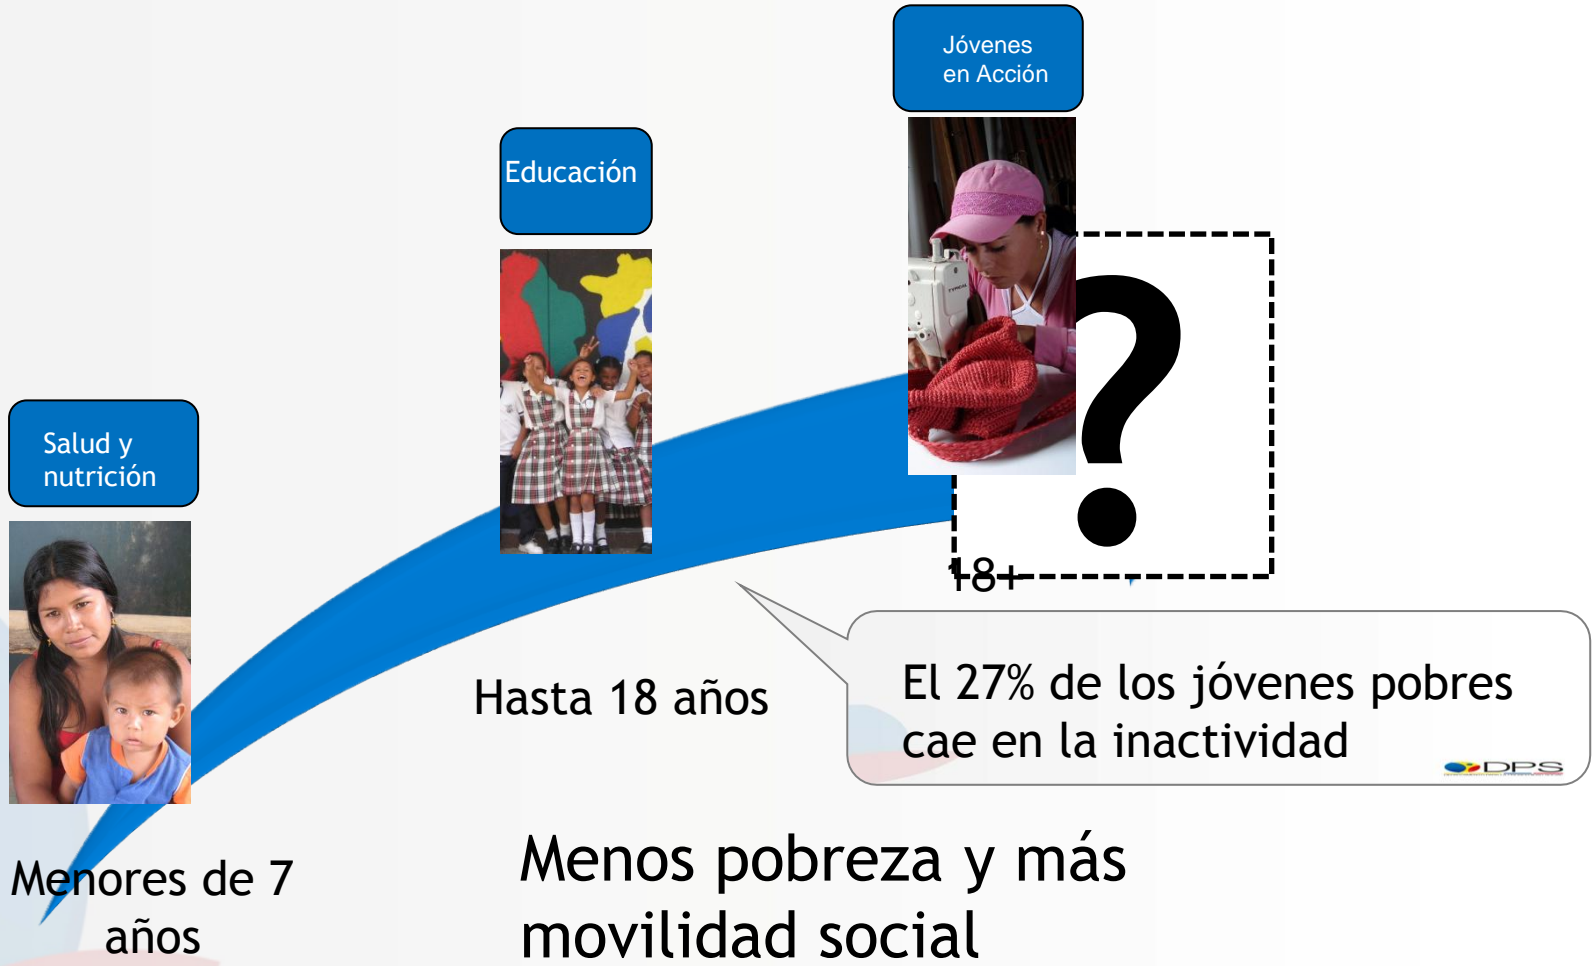 Jóvenes
en Acción
Educación
Salud y
nutrición
?
18+
Hasta 18 años
El 27% de los jóvenes pobres
cae en la inactividad
DPS
Menores de 7
años
Menos pobreza y más
movilidad social